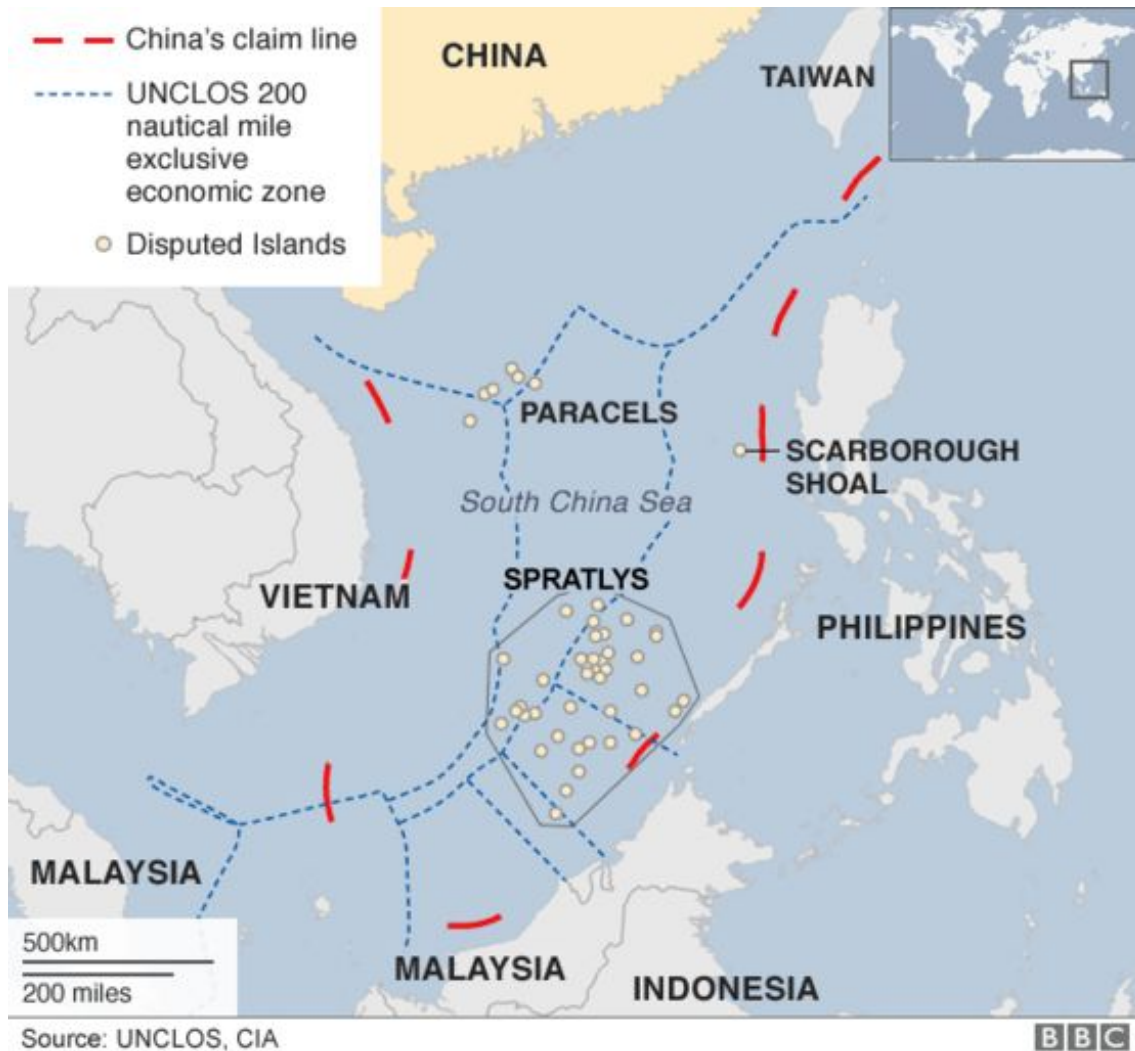 China's claim line
UNCLOS 200
nautical mile
exclusive
economic zone
Disputed Islands
CHINA
TAIWAN
PARACELS
SCARBOROUGH
SHOAL
South China Sea
SPRATLYS
VIETNAM
PHILIPPINES
MALAYSIA
MALAYSIA
INDONESIA
500km
200 miles
Source: UNCLOS, CIA
BBC